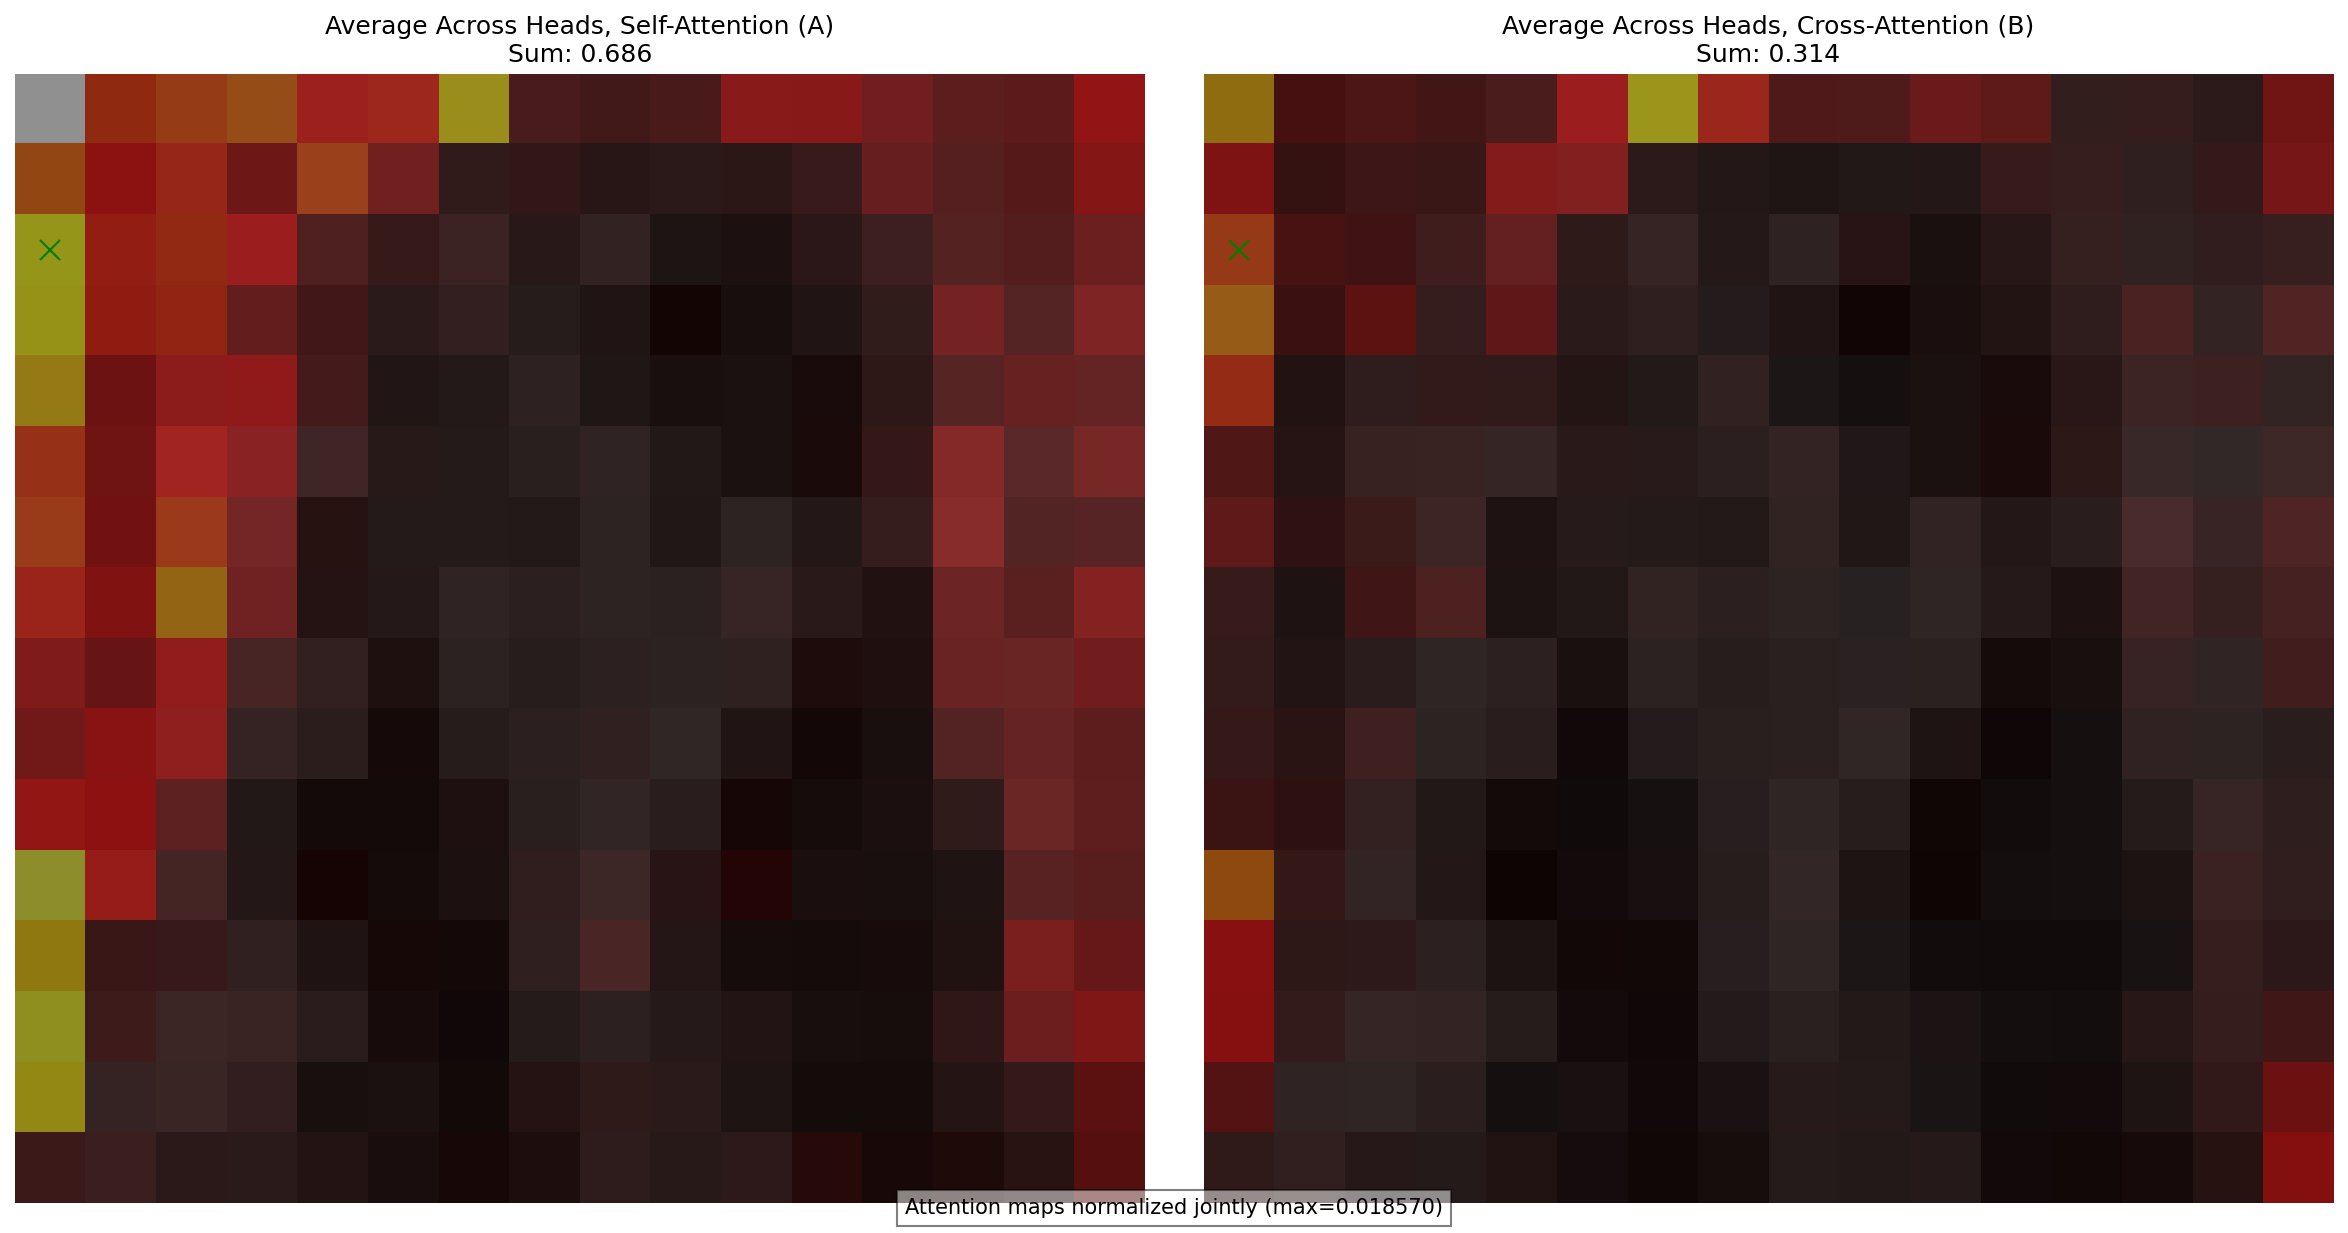 Average Across Heads, Self-Attention (A)
Sum: 0.686
Average Across Heads, Cross-Attention (B)
Sum: 0.314
Attention maps normalized jointly (max=0.018570)